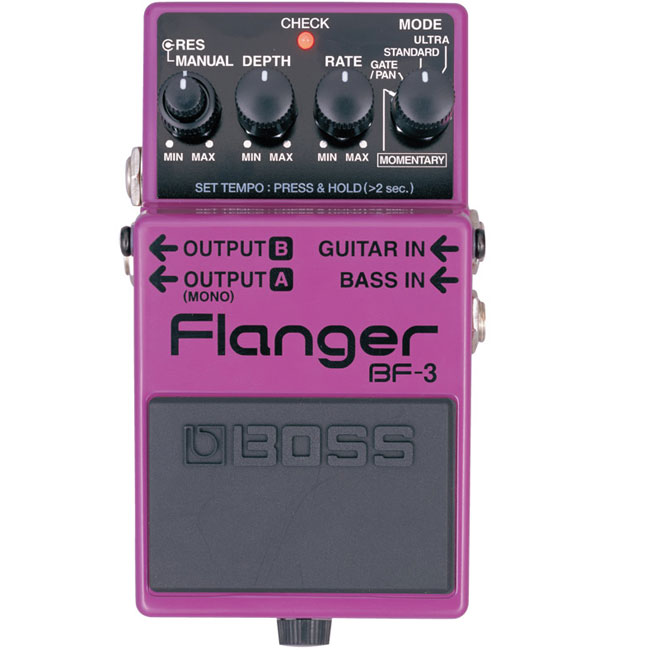 CHECK
MODE
RES
MANUAL
DEPTH
RATE
GATE
/PAN
STANDARD
ULTRA
MIN MAX
MIN MAX
MIN MAX
MOMENTARY
SET TEMPO : PRESS & HOLD (>2 sec.)
OUTPUT B
GUITAR IN
OUTPUT A
(MONO)
BASS IN
Flanger
BF-3
BOSS